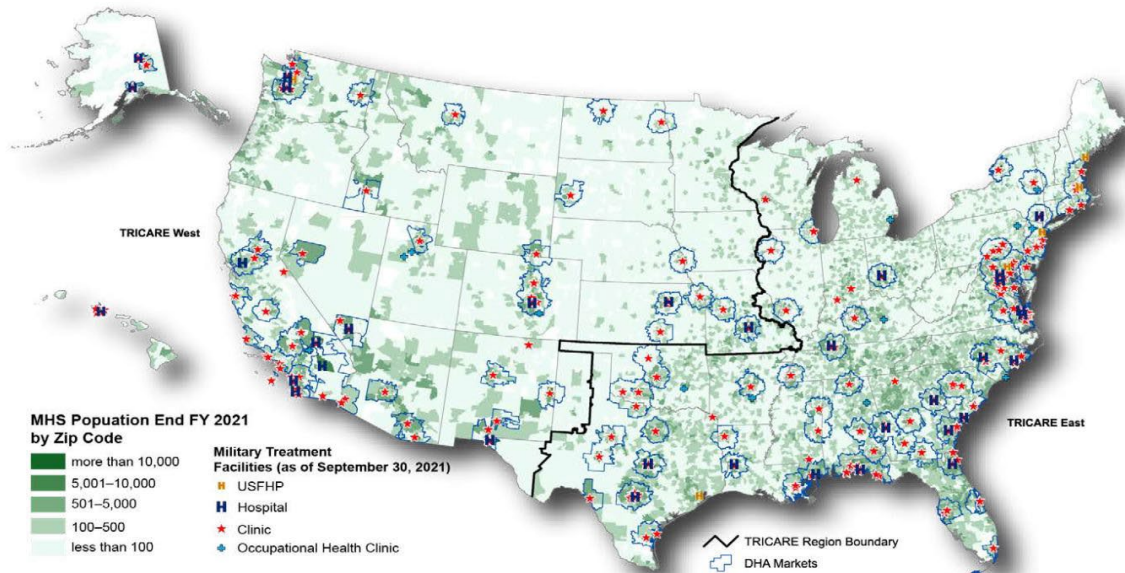 TRICARE West
TRICARE East
MHS Popuation End FY 2021
by Zip Code
more than 10,000
5,001–10,000
501–5,000
100–500
less than 100
Military Treatment
Facilities (as of September 30, 2021)
H USFHP
H Hospital
Clinic
Occupational Health Clinic
TRICARE Region Boundary
DHA Markets